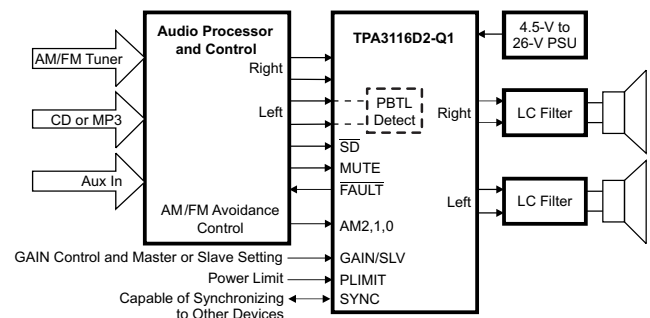 Audio Processor
and Control
TPA3116D2-Q1
4.5-V to
26-V PSU
AM/FM Tuner
Right
CD or MP3
Left
PBTL
Detect
Right
LC Filter
SD
MUTE
Aux In
FAULT
Left
LC Filter
AM/FM Avoidance
Control
AM2,1,0
GAIN Control and Master or Slave Setting
GAIN/SLV
Power Limit
PLIMIT
Capable of Synchronizing
to Other Devices
SYNC